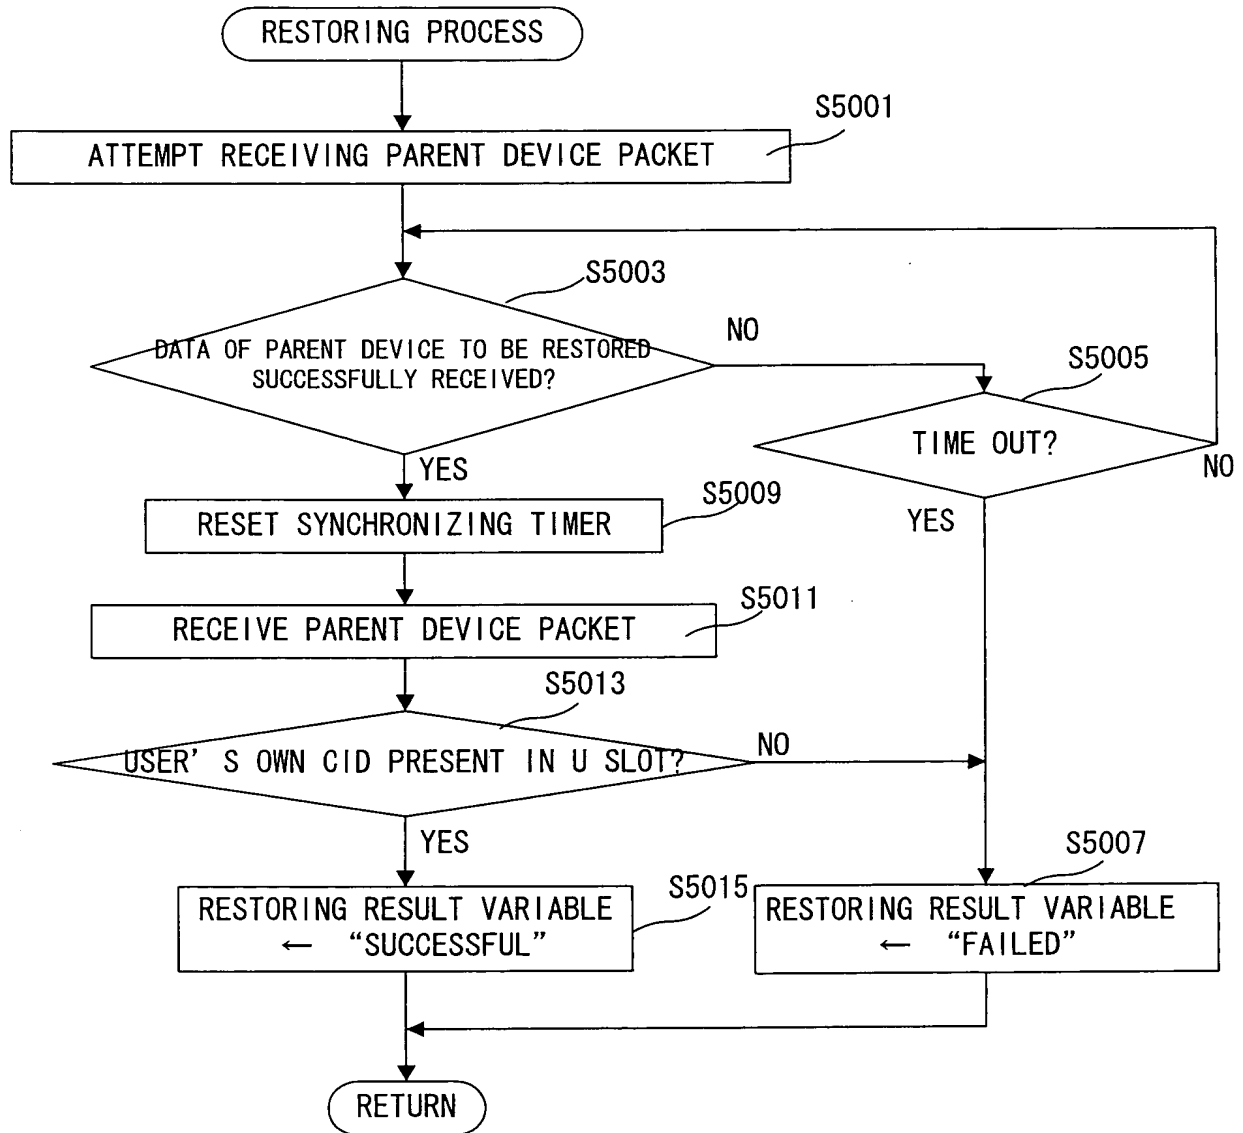 RESTORING PROCESS
S5001
ATTEMPT RECEIVING PARENT DEVICE PACKET
S5003
DATA OF PARENT DEVICE TO BE RESTORED
SUCCESSFULLY RECEIVED?
NO
S5005
TIME OUT?
NO
YES
YES
S5009
RESET SYNCHRONIZING TIMER
S5011
RECEIVE PARENT DEVICE PACKET
S5013
USER' S OWN CID PRESENT IN U SLOT?
NO
YES
S5015
RESTORING RESULT VARIABLE
← “SUCCESSFUL”
S5007
RESTORING RESULT VARIABLE
← “FAILED”
RETURN